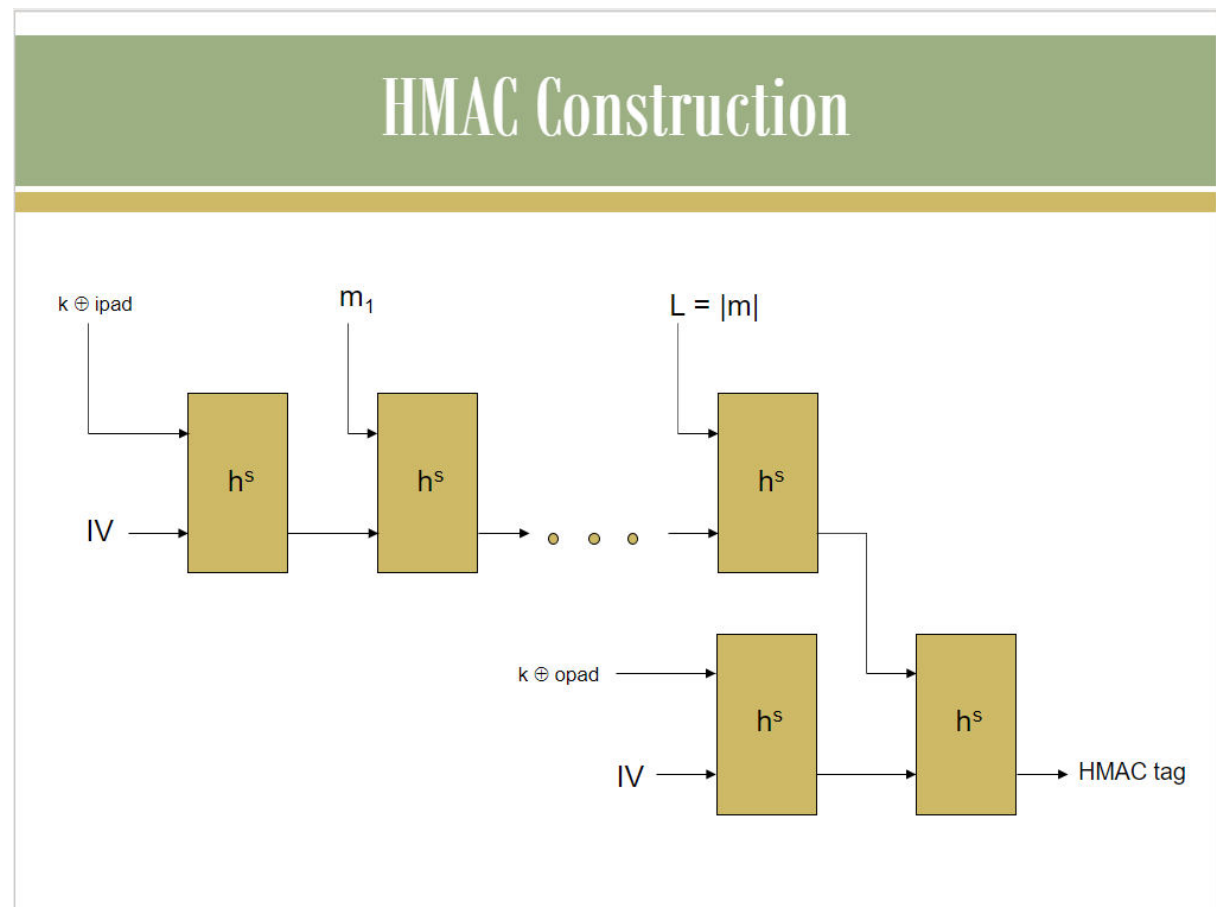 HMAC Construction
k ⊕ ipad
m₁
L = |m|
hˢ
hˢ
hˢ
IV
k ⊕ opad
hˢ
hˢ
IV
HMAC tag